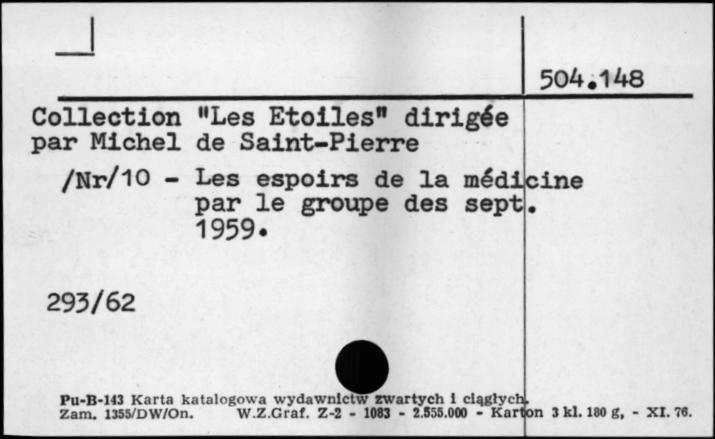 504.148
Collection "Les Etoiles" dirigée
par Michel de Saint-Pierre
/Nr/10 - Les espoirs de la médicine
par le groupe des sept.
1959.
293/62
Pu-B-143 Karta katalogowa wydawnictw zwartych i ciągłych.
Zam. 1355/DW/On. W.Z.Graf. Z-2 - 1083 - 2.555.000 - Karton 3 kl. 180 g, - XI. 76.